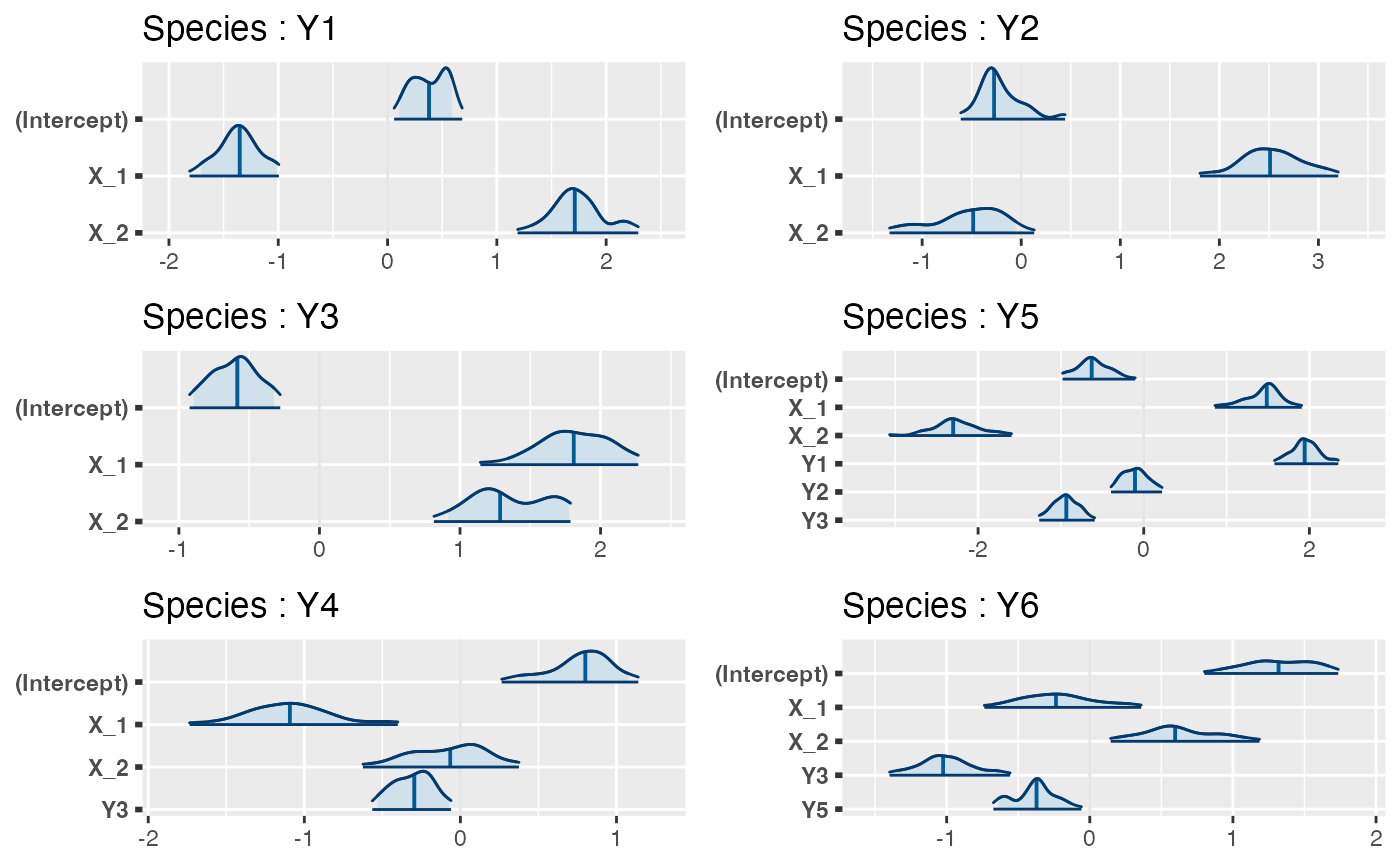 Species : Y1
(Intercept)
X_1
X_2
-2 -1 0 1 2
Species : Y2
(Intercept)
X_1
X_2
-1 0 1 2 3
Species : Y3
(Intercept)
X_1
X_2
-1 0 1 2
Species : Y5
(Intercept)
X_1
X_2
Y1
Y2
Y3
-2 0 2
Species : Y4
(Intercept)
X_1
X_2
Y3
-2 -1 0 1
Species : Y6
(Intercept)
X_1
X_2
Y3
Y5
-1 0 1 2